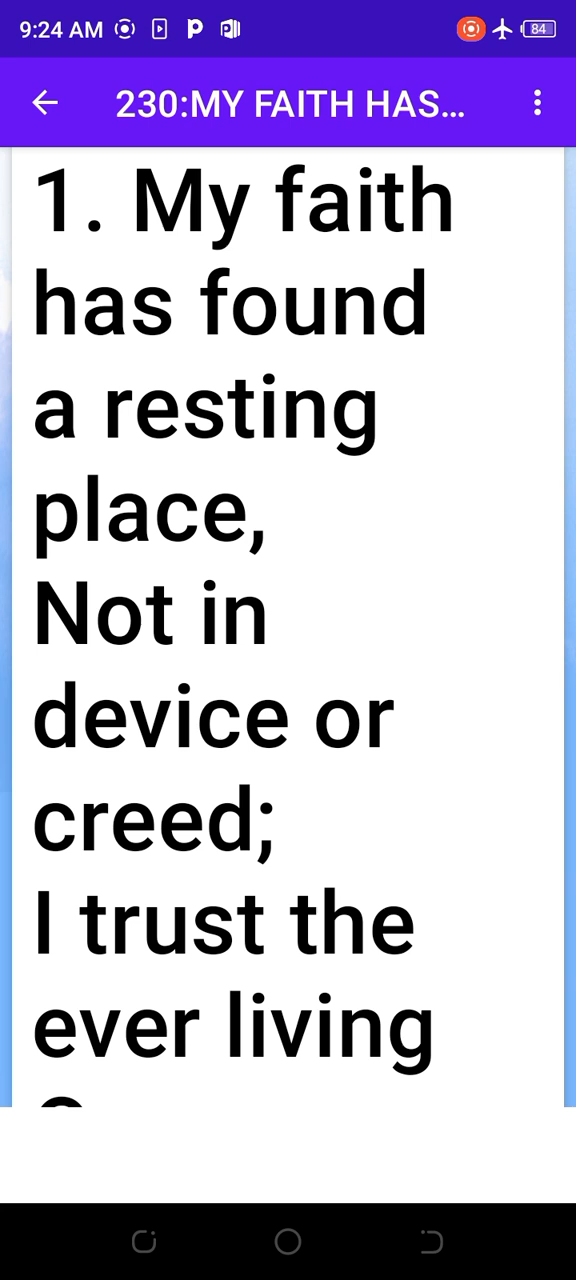 9:24 AM 84
230:MY FAITH HAS...
1. My faith
has found
a resting
place,
Not in
device or
creed;
I trust the
ever living